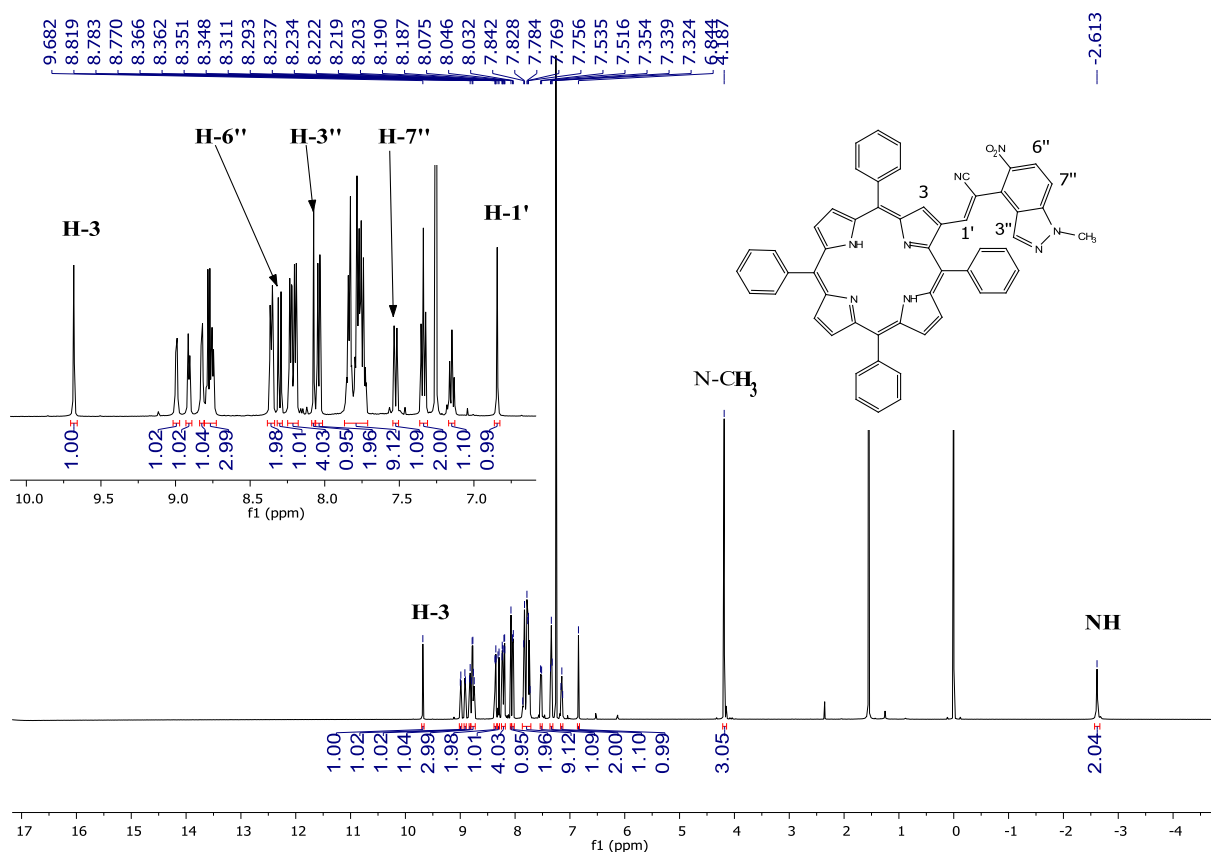 9.682 8.819 8.783 8.770 8.366 8.362 8.351 8.348 8.311 8.293 8.237 8.234 8.222 8.219 8.203 8.190 8.187 8.075 8.046 8.032 7.842 7.828 7.784 7.769 7.756 7.535 7.516 7.354 7.339 7.324 6.844 4.187 -2.613
H-6'' H-3'' H-7''
H-3 H-1'
1.00 1.02 1.02 1.04 2.99 1.98 1.01 4.03 0.95 1.96 9.12 1.09 2.00 1.10 0.99
10.0 9.5 9.0 8.5 8.0 7.5 7.0
f1 (ppm)
O2N 6''
NC 7''
3
1' 3''
NH N N CH3
N
N HN
N-CH3
H-3 NH
1.00 1.02 1.02 1.04 2.99 1.98 1.01 4.03 0.95 1.96 9.12 1.09 2.00 1.10 0.99 3.05 2.04
17 16 15 14 13 12 11 10 9 8 7 6 5 4 3 2 1 0 -1 -2 -3 -4
f1 (ppm)